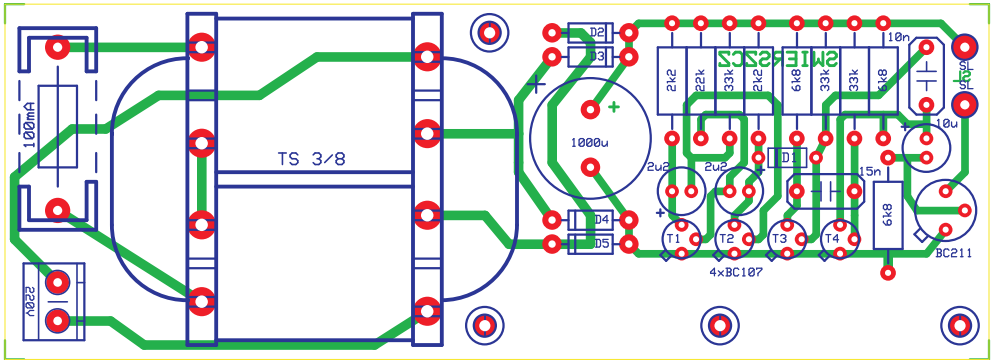 D2
D3
10n
SWIERSZCZ
SL
SL
2k2
22k
33k
2k2
6k8
33k
33k
6k8
100mA
+
+
+
10u
1000u
TS 3/8
D1
2u2
2u2
+
+
15n
6k8
D4
D5
T1
T2
T3
T4
BC211
4xBC107
220V